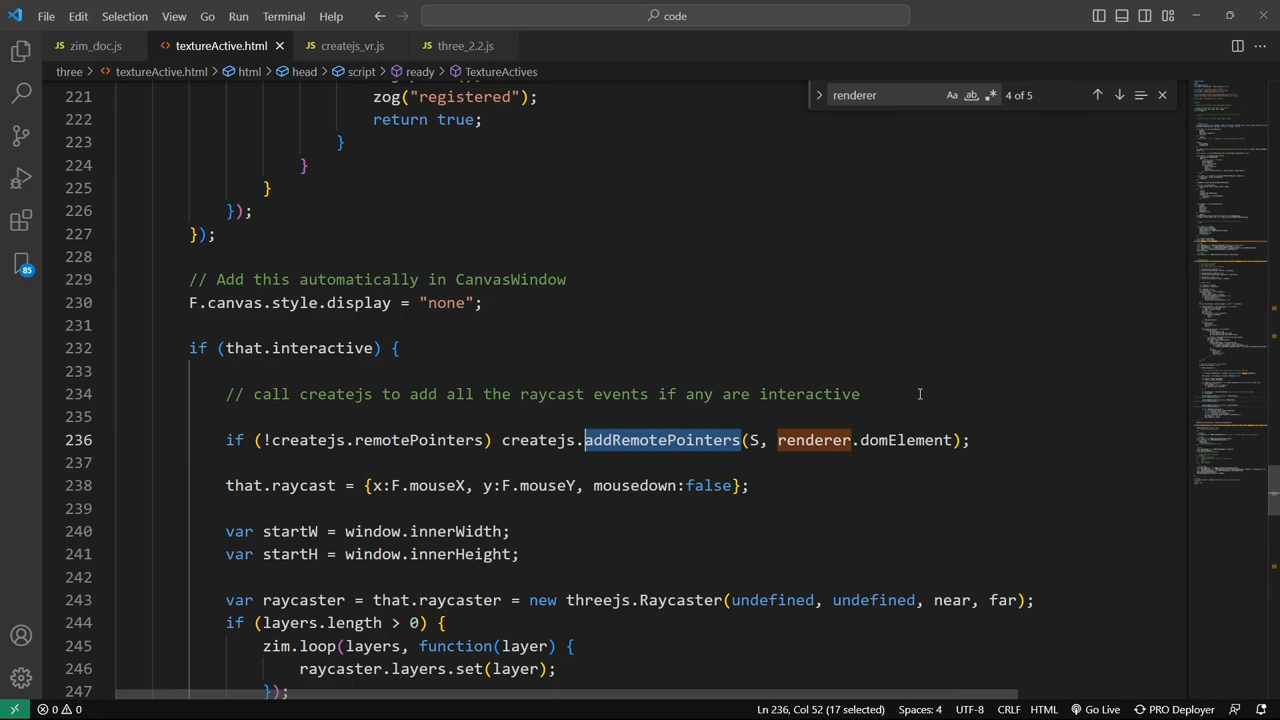 File Edit Selection View Go Run Terminal Help code
JS zim_doc.js <> textureActive.html JS createjs_vr.js JS three_2.2.js
three > <> textureActive.html > html > head > script > ready > TextureActives
renderer ab 4 of 5
221 zog("registered");
222 return true;
223 }
224 }
225 }
226 });
227 });
228
229 // Add this automatically in CanvasWindow
230 F.canvas.style.display = "none";
231
232 if (that.interactive) {
233
234 // call createjs to add all the raycast events if any are interactive
235
236 if (!createjs.remotePointers) createjs.addRemotePointers(S, renderer.domElement);
237
238 that.raycast = {x:F.mouseX, y:F.mouseY, mousedown:false};
239
240 var startW = window.innerWidth;
241 var startH = window.innerHeight;
242
243 var raycaster = that.raycaster = new threejs.Raycaster(undefined, undefined, near, far);
244 if (layers.length > 0) {
245 zim.loop(layers, function(layer) {
246 raycaster.layers.set(layer);
247 });
85
0 0 Ln 236, Col 52 (17 selected) Spaces: 4 UTF-8 CRLF HTML Go Live PRO Deployer